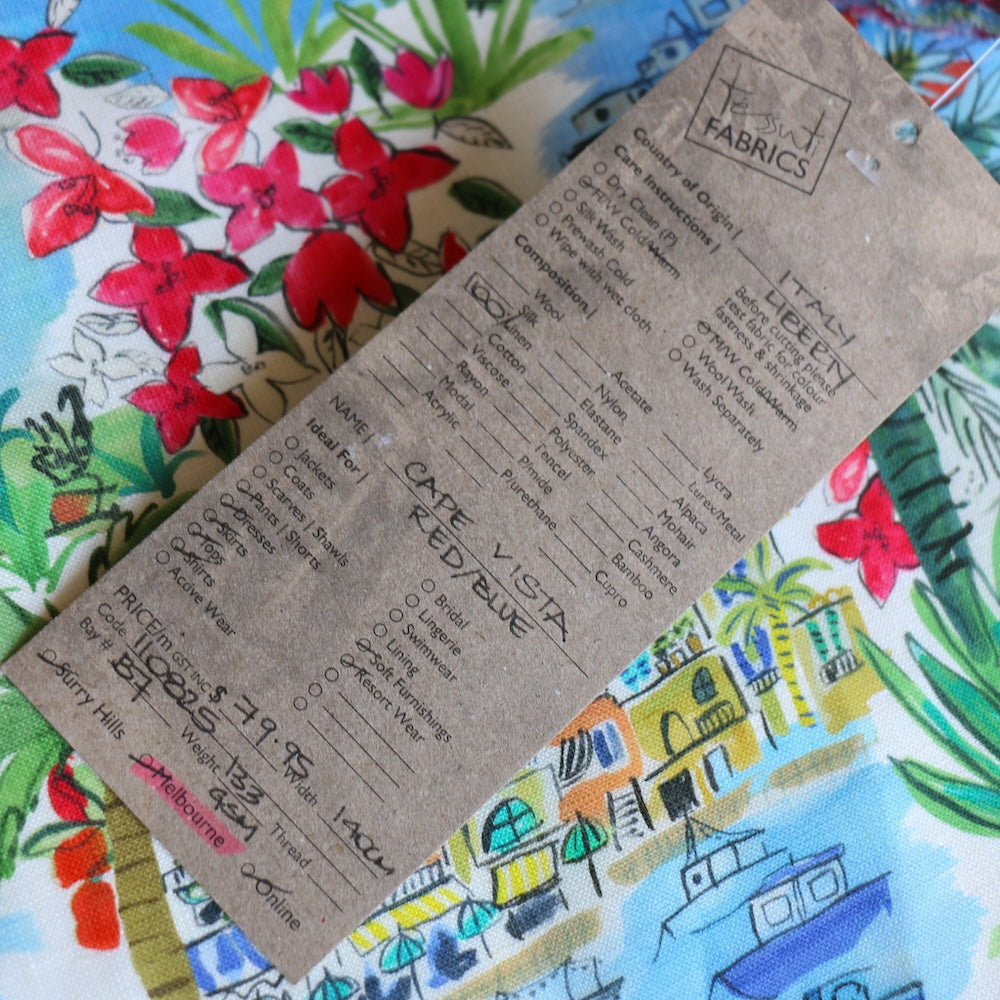 Tessut
FABRICS
Country of Origin | ITALY
LIBERTY
Care Instructions |
Dry Clean (P)
M/W Cold/Warm
Silk Wash
Prewash Cold
Wipe with wet cloth
Before cutting please
test fabric for colour
fastness & shrinkage
M/W Cold/Warm
Wool Wash
Wash Separately
Composition |
Wool
Silk
100% Linen
Cotton
Viscose
Rayon
Modal
Acrylic
Acetate
Nylon
Elastane
Spandex
Polyester
Tencel
P/mide
P/urethane
Lycra
Lurex/Metal
Alpaca
Mohair
Angora
Cashmere
Bamboo
Cupro
NAME | CAPE VISTA
RED/BLUE
Ideal For |
Jackets
Coats
Scarves | Shawls
Pants | Shorts
Dresses
Skirts
Tops
Shirts
Active Wear
Bridal
Lingerie
Swimwear
Lining
Soft Furnishings
Resort Wear
PRICE/m GST INC $ 79.95 Width 140cm
Code 110825 Weight 133 GSM Thread
Bay # B7
Surry Hills Melbourne Online